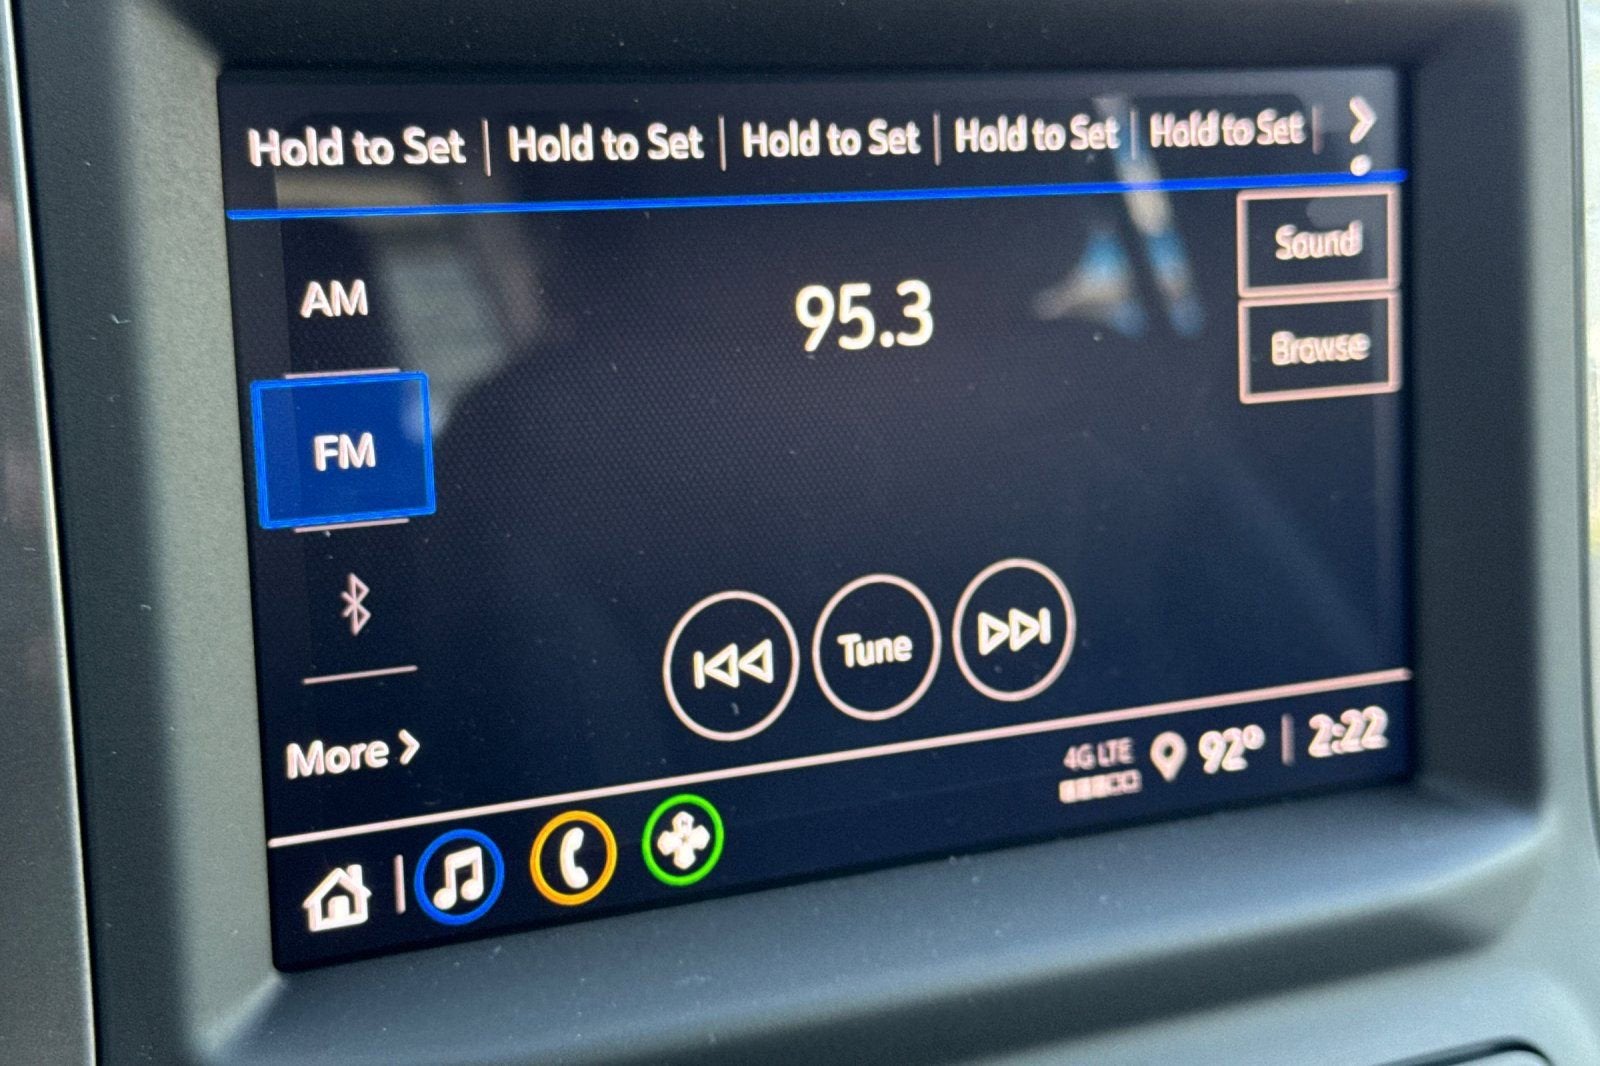 Hold to Set | Hold to Set | Hold to Set | Hold to Set | Hold to Set |
Sound
AM
95.3
Browse
FM
Tune
More
4G LTE
92° | 2:22